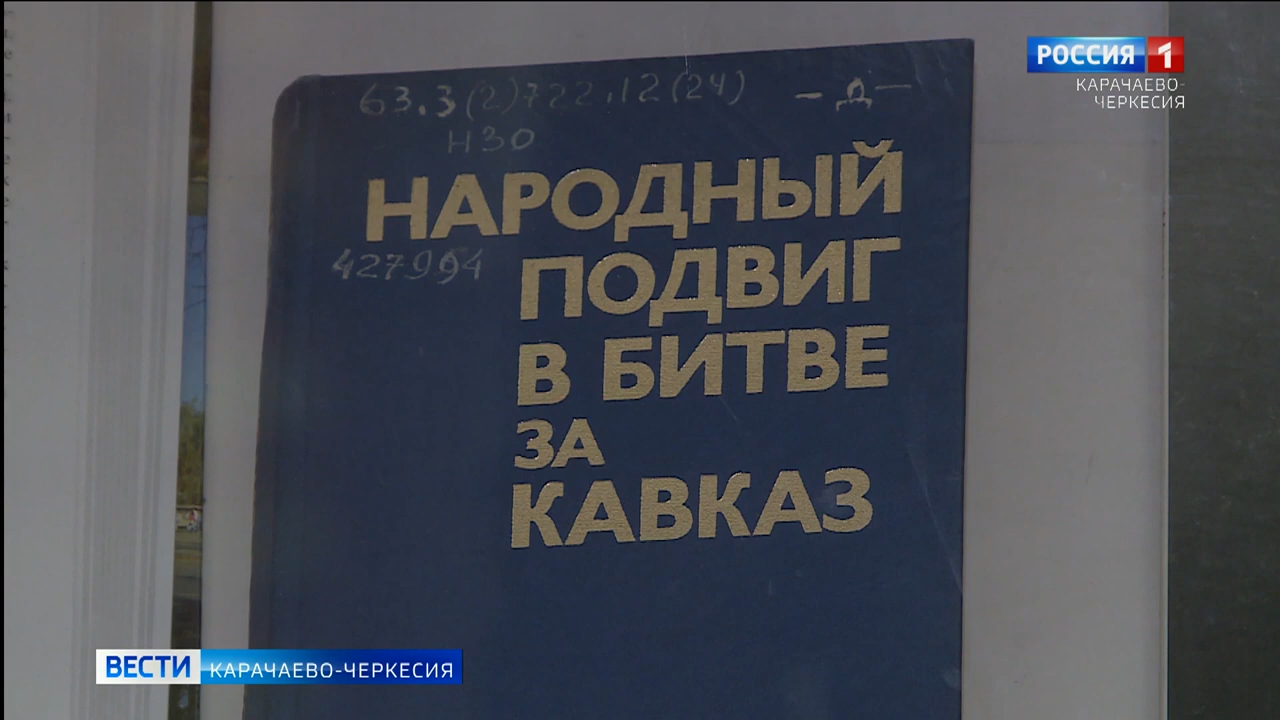 РОССИЯ 1
КАРАЧАЕВО-
ЧЕРКЕСИЯ
63.3(2)722.12(24) -Д-
Н30
НАРОДНЫЙ
427994
ПОДВИГ
В БИТВЕ
ЗА
КАВКАЗ
ВЕСТИ КАРАЧАЕВО-ЧЕРКЕСИЯ